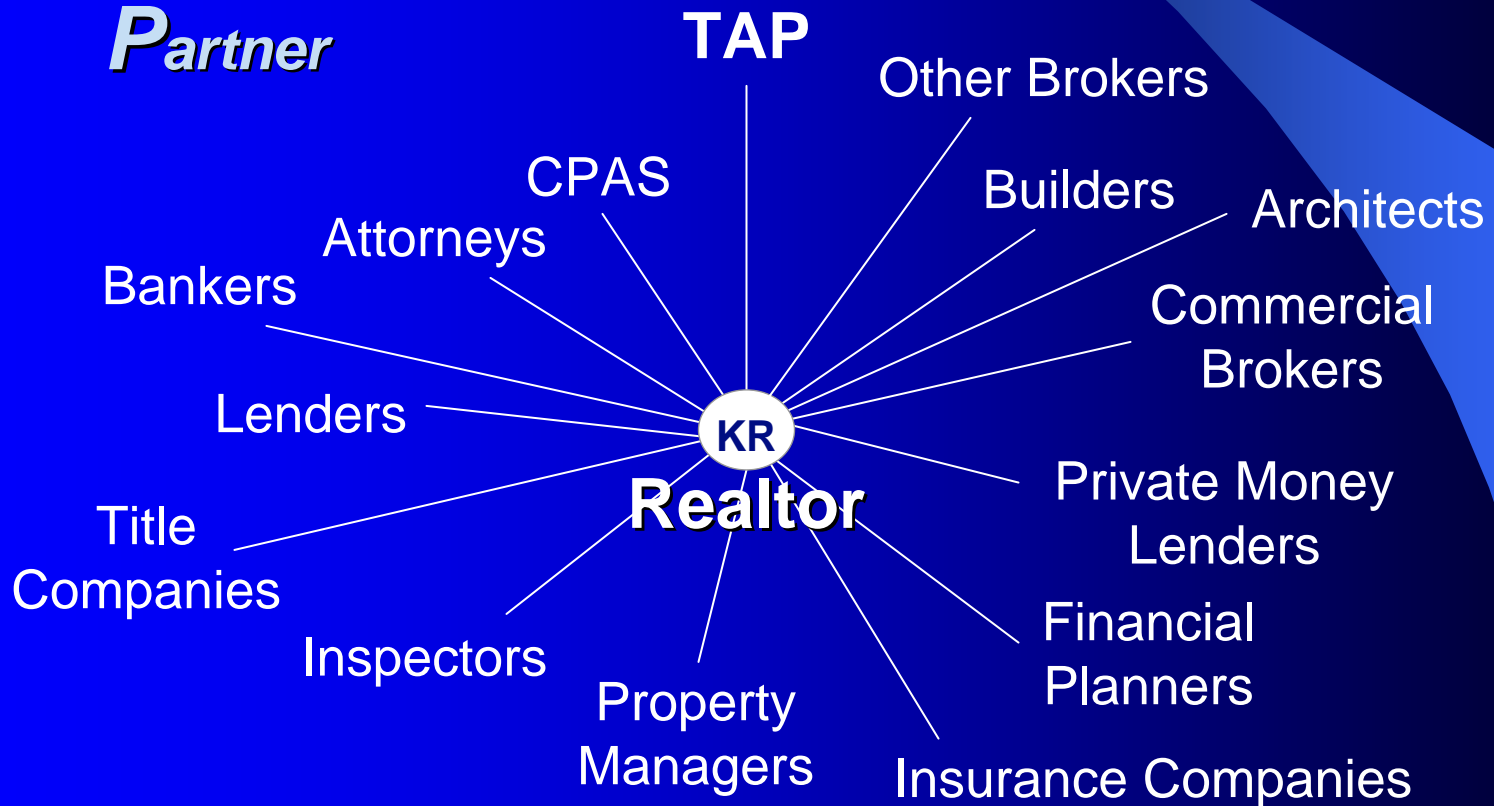 Partner
TAP
Other Brokers
CPAS
Builders
Architects
Attorneys
Bankers
Commercial
Brokers
Lenders
KR
Realtor
Private Money
Lenders
Title
Companies
Financial
Planners
Inspectors
Property
Managers
Insurance Companies